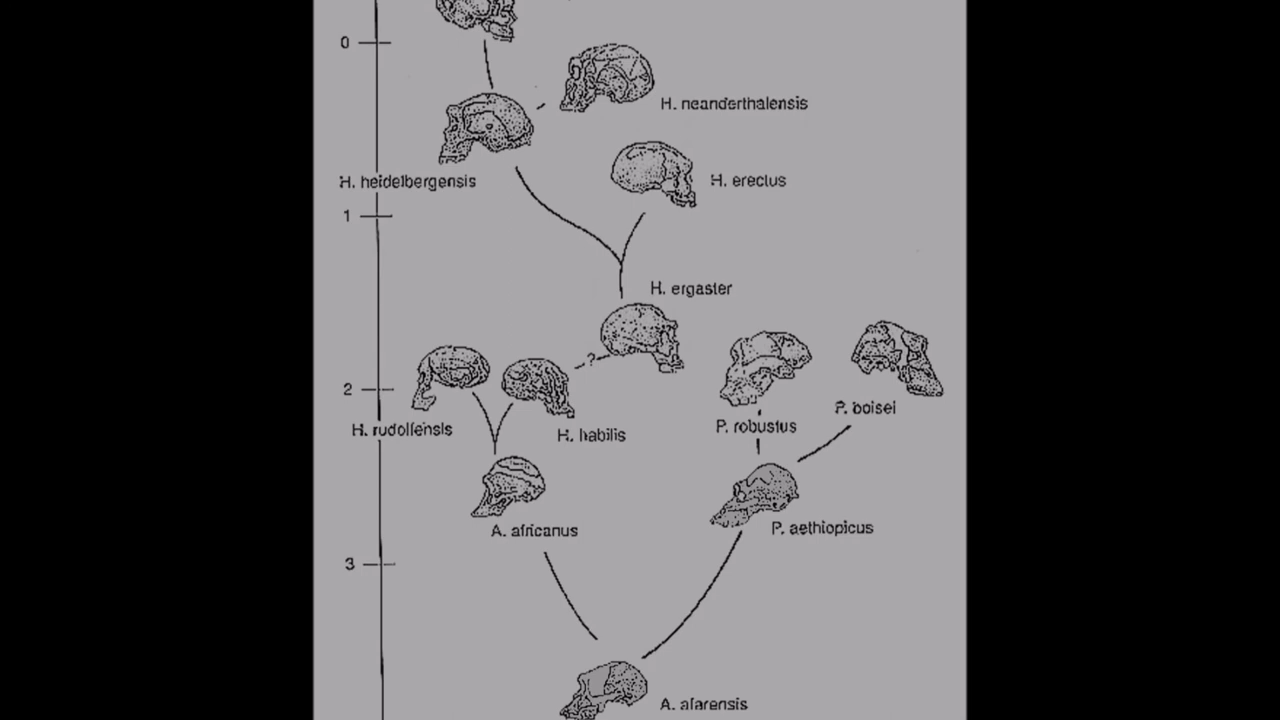 0
H. neanderthalensis
H. heidelbergensis
H. erectus
1
H. ergaster
?
2
P. boisei
H. rudolfensis
H. habilis
P. robustus
A. africanus
P. aethiopicus
3
A. afarensis